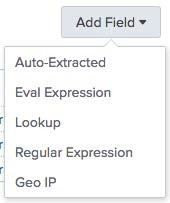 Add Field
Auto-Extracted
Eval Expression
Lookup
Regular Expression
Geo IP